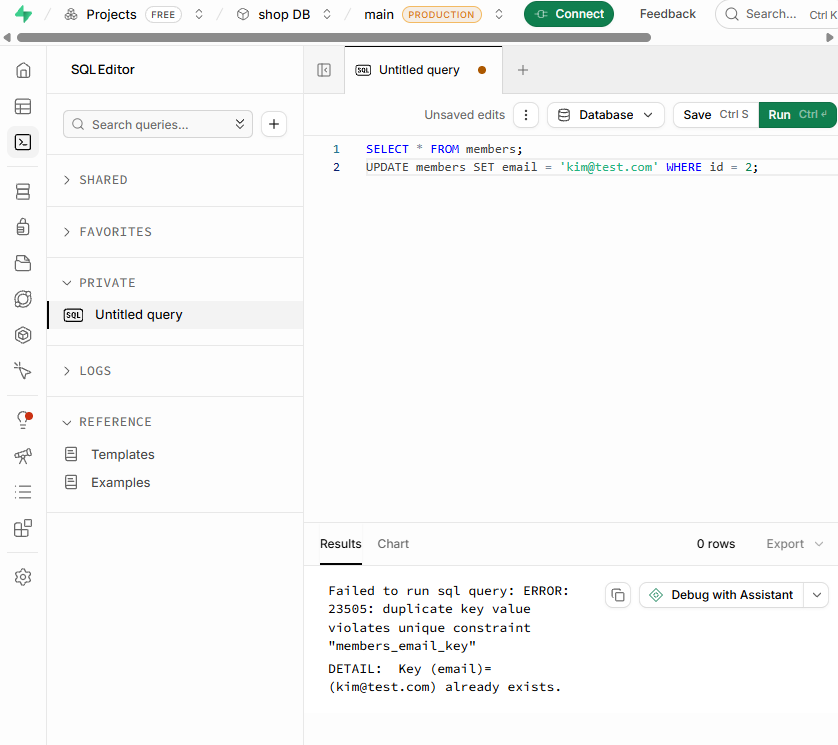 Projects FREE shop DB main PRODUCTION Connect Feedback Search... Ctrl K
SQL Editor
SQL Untitled query
Search queries...
Unsaved edits Database Save Ctrl S Run Ctrl ↵
1 SELECT * FROM members;
2 UPDATE members SET email = 'kim@test.com' WHERE id = 2;
SHARED
FAVORITES
PRIVATE
SQL Untitled query
LOGS
REFERENCE
Templates
Examples
Results Chart 0 rows Export
Failed to run sql query: ERROR:
23505: duplicate key value
violates unique constraint
"members_email_key"
DETAIL: Key (email)=
(kim@test.com) already exists.
Debug with Assistant